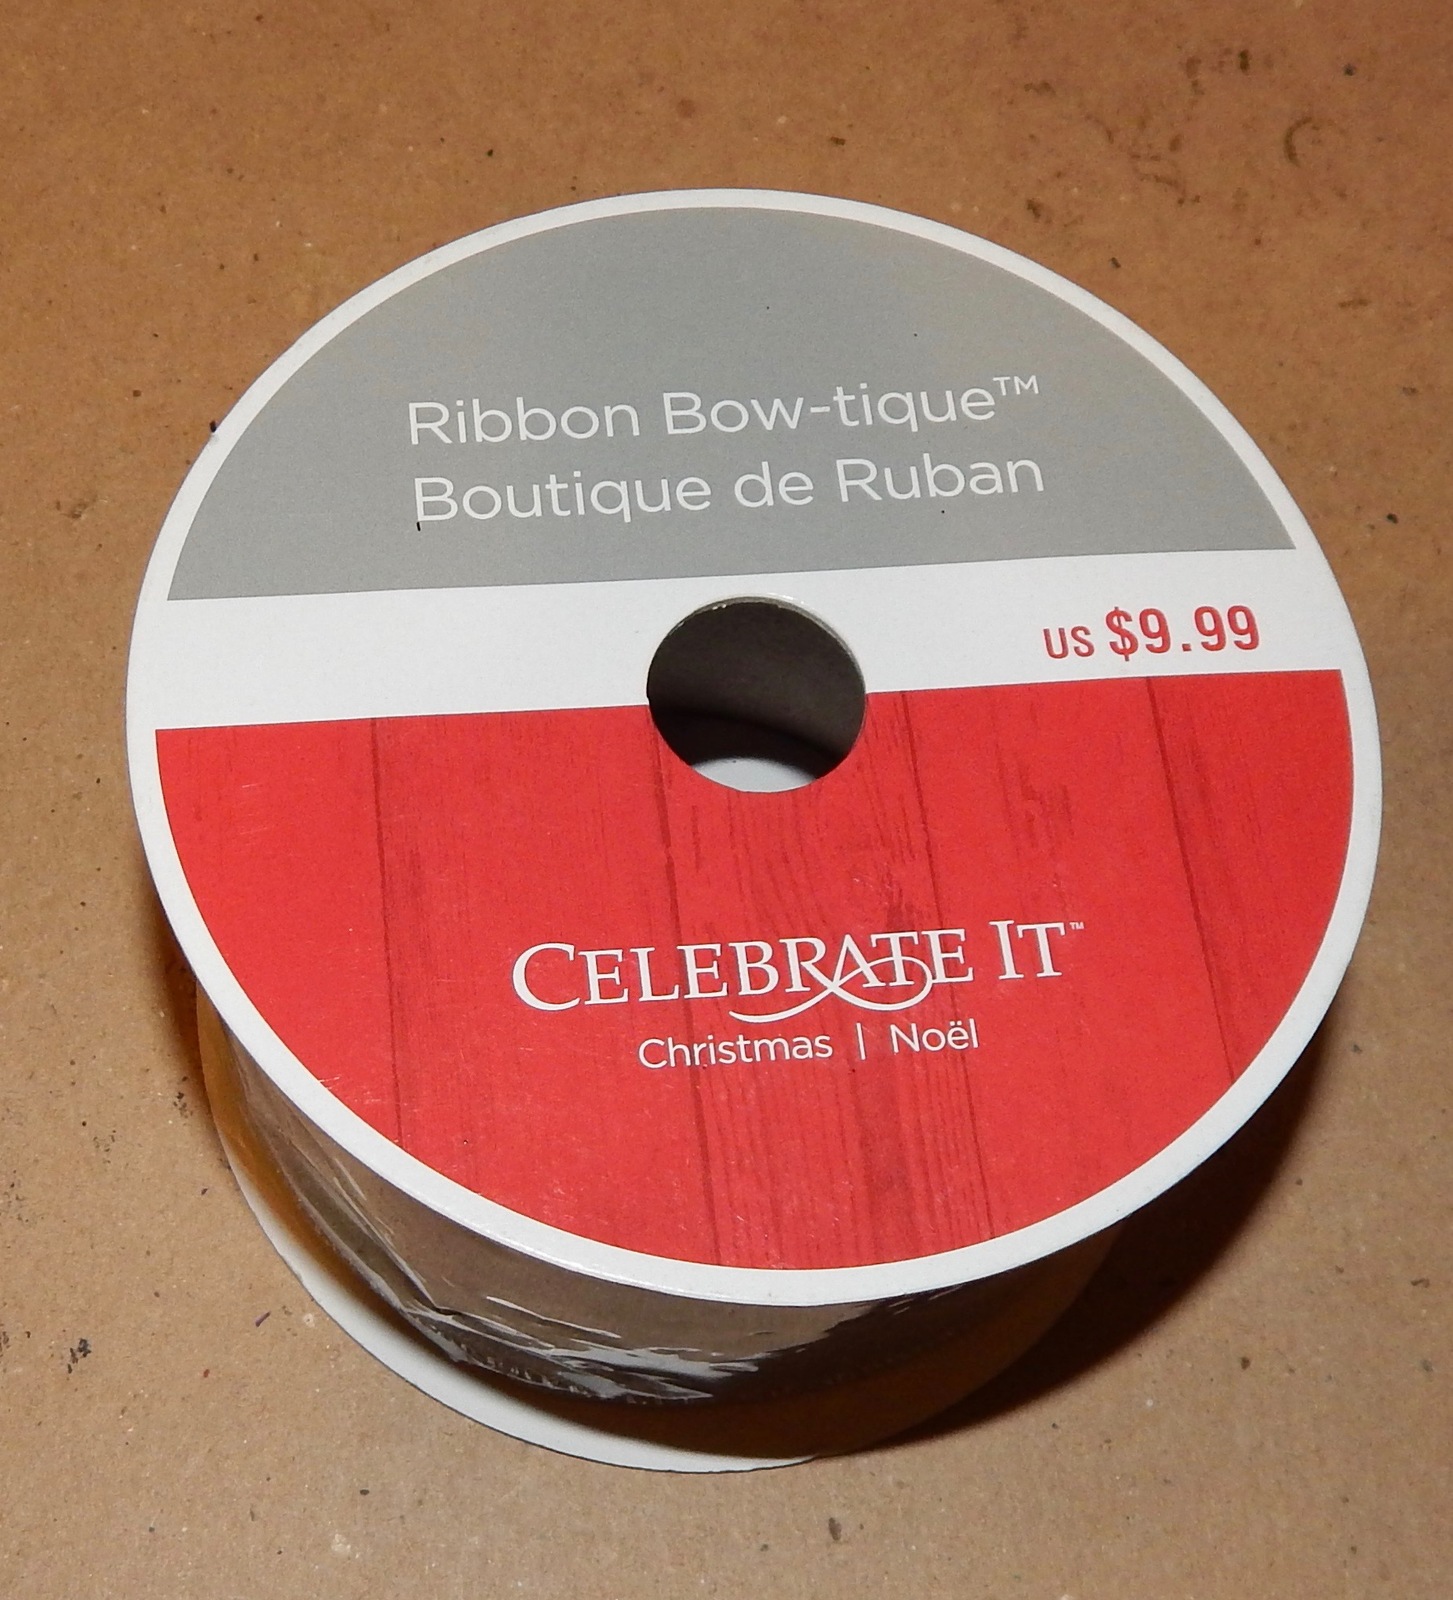 Ribbon Bow-tique™
Boutique de Ruban
US $9.99
CELEBRATE IT™
Christmas | Noël